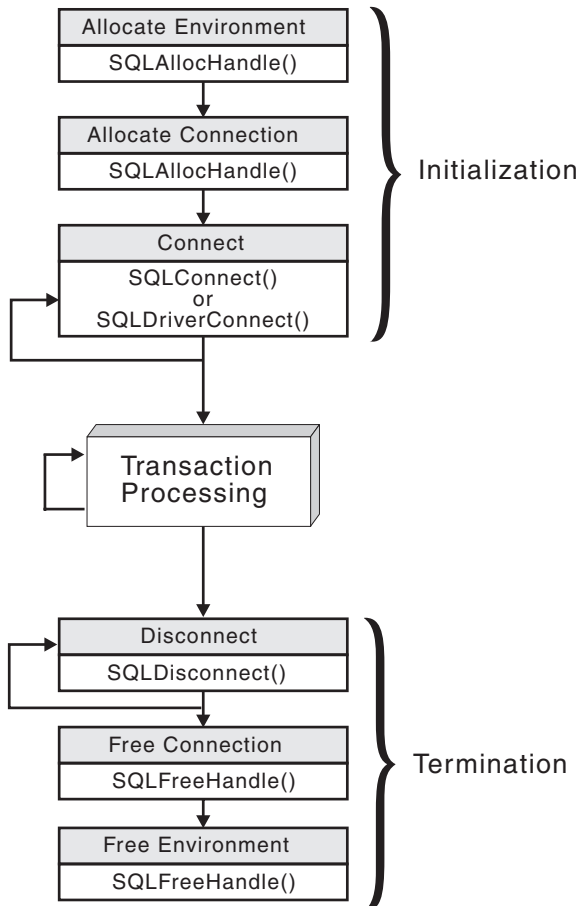 Allocate Environment
SQLAllocHandle()
Allocate Connection
SQLAllocHandle()
Initialization
Connect
SQLConnect()
or
SQLDriverConnect()
Transaction
Processing
Disconnect
SQLDisconnect()
Free Connection
SQLFreeHandle()
Termination
Free Environment
SQLFreeHandle()